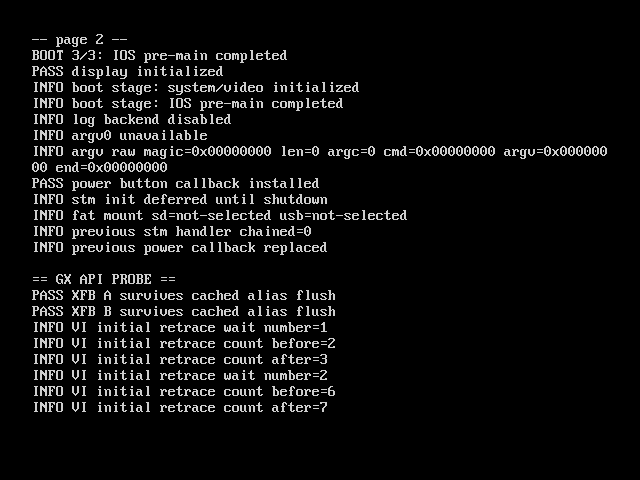 -- page 2 --
BOOT 3/3: IOS pre-main completed
PASS display initialized
INFO boot stage: system/video initialized
INFO boot stage: IOS pre-main completed
INFO log backend disabled
INFO argv0 unavailable
INFO argv raw magic=0x00000000 len=0 argc=0 cmd=0x00000000 argv=0x000000
00 end=0x00000000
PASS power button callback installed
INFO stm init deferred until shutdown
INFO fat mount sd=not-selected usb=not-selected
INFO previous stm handler chained=0
INFO previous power callback replaced
== GX API PROBE ==
PASS XFB A survives cached alias flush
PASS XFB B survives cached alias flush
INFO VI initial retrace wait number=1
INFO VI initial retrace count before=2
INFO VI initial retrace count after=3
INFO VI initial retrace wait number=2
INFO VI initial retrace count before=6
INFO VI initial retrace count after=7